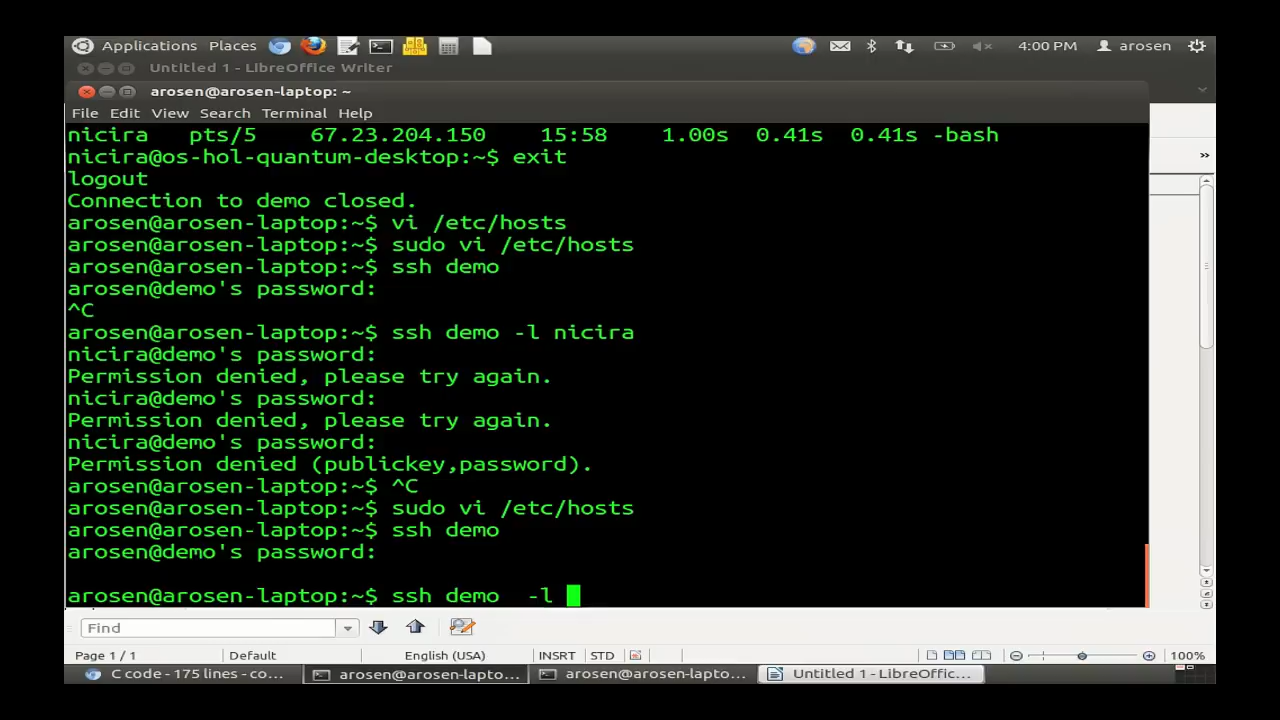 Applications Places 4:00 PM arosen
Untitled 1 - LibreOffice Writer
arosen@arosen-laptop: ~
File Edit View Search Terminal Help
nicira pts/5 67.23.204.150 15:58 1.00s 0.41s 0.41s -bash
nicira@os-hol-quantum-desktop:~$ exit
logout
Connection to demo closed.
arosen@arosen-laptop:~$ vi /etc/hosts
arosen@arosen-laptop:~$ sudo vi /etc/hosts
arosen@arosen-laptop:~$ ssh demo
arosen@demo's password:
^C
arosen@arosen-laptop:~$ ssh demo -l nicira
nicira@demo's password:
Permission denied, please try again.
nicira@demo's password:
Permission denied, please try again.
nicira@demo's password:
Permission denied (publickey,password).
arosen@arosen-laptop:~$ ^C
arosen@arosen-laptop:~$ sudo vi /etc/hosts
arosen@arosen-laptop:~$ ssh demo
arosen@demo's password:
arosen@arosen-laptop:~$ ssh demo  -l
Find
Page 1 / 1 Default English (USA) INSRT STD 100%
C code - 175 lines - co... arosen@arosen-lapto... arosen@arosen-lapto... Untitled 1 - LibreOffic...